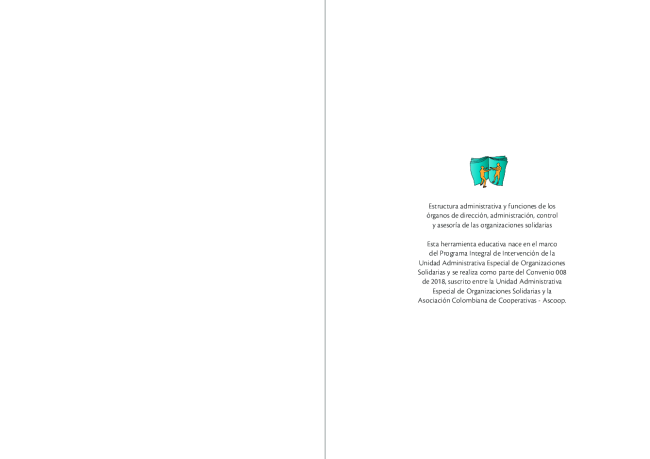 Estructura administrativa y funciones de los
órganos de dirección, administración, control
y asesoría de las organizaciones solidarias
Esta herramienta educativa nace en el marco
del Programa Integral de Intervención de la
Unidad Administrativa Especial de Organizaciones
Solidarias y se realiza como parte del Convenio 008
de 2018, suscrito entre la Unidad Administrativa
Especial de Organizaciones Solidarias y la
Asociación Colombiana de Cooperativas - Ascoop.